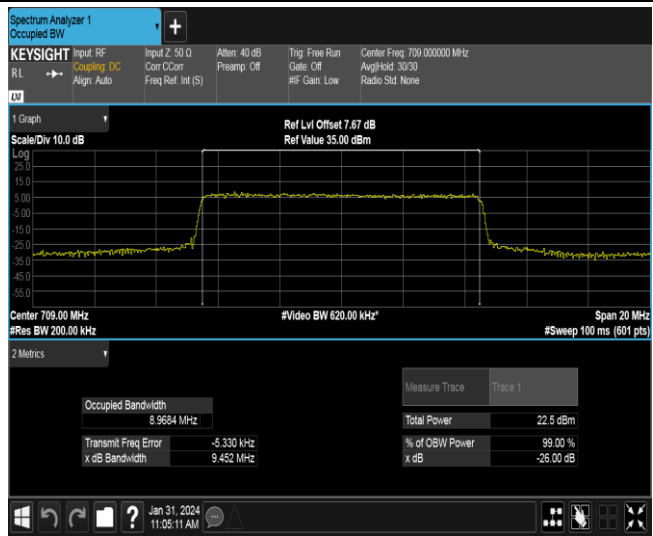 Spectrum Analyzer 1
Occupied BW
+
KEYSIGHT Input: RF Input Z: 50 Ω Atten: 40 dB Trig: Free Run Center Freq: 709.000000 MHz
RL Coupling: DC Corr CCorr Preamp: Off Gate: Off Avg|Hold: 30/30
Align: Auto Freq Ref: Int (S) #IF Gain: Low Radio Std: None
LXI
1 Graph
Ref Lvl Offset 7.67 dB
Scale/Div 10.0 dB Ref Value 35.00 dBm
Log
25.0
15.0
5.00
-5.00
-15.0
-25.0
-35.0
-45.0
-55.0
Center 709.00 MHz #Video BW 620.00 kHz* Span 20 MHz
#Res BW 200.00 kHz #Sweep 100 ms (601 pts)
2 Metrics
Measure Trace Trace 1
Occupied Bandwidth
8.9684 MHz
Total Power 22.5 dBm
Transmit Freq Error -5.330 kHz % of OBW Power 99.00 %
x dB Bandwidth 9.452 MHz x dB -26.00 dB
? Jan 31, 2024
11:05:11 AM